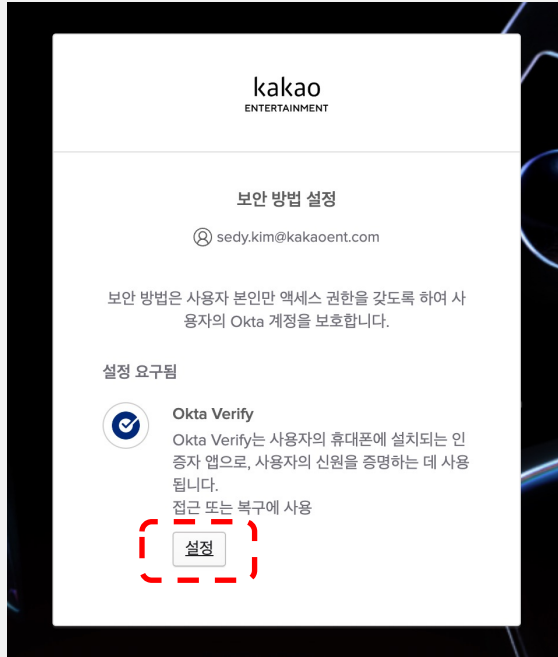 kakao
ENTERTAINMENT
보안 방법 설정
sedy.kim@kakaoent.com
보안 방법은 사용자 본인만 액세스 권한을 갖도록 하여 사
용자의 Okta 계정을 보호합니다.
설정 요구됨
Okta Verify
Okta Verify는 사용자의 휴대폰에 설치되는 인
증자 앱으로, 사용자의 신원을 증명하는 데 사용
됩니다.
접근 또는 복구에 사용
설정